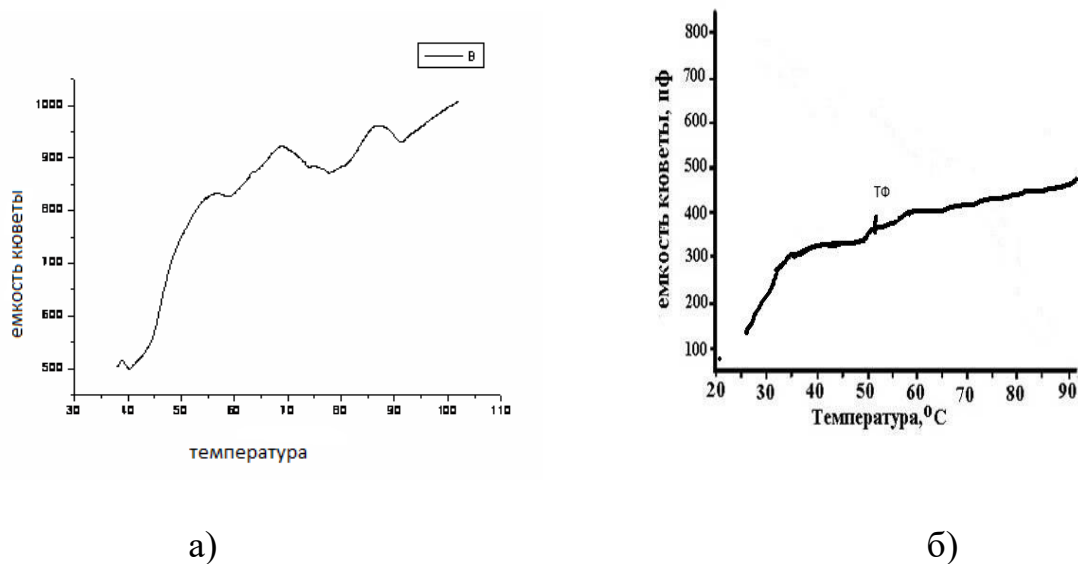 B
емкость кюветы
1000
900
800
700
600
500
30 40 50 60 70 80 90 100 110
температура
а)
емкость кюветы, пф
800
700
600
500
400
300
200
100
ТФ
20 30 40 50 60 70 80 90
Температура,⁰С
б)